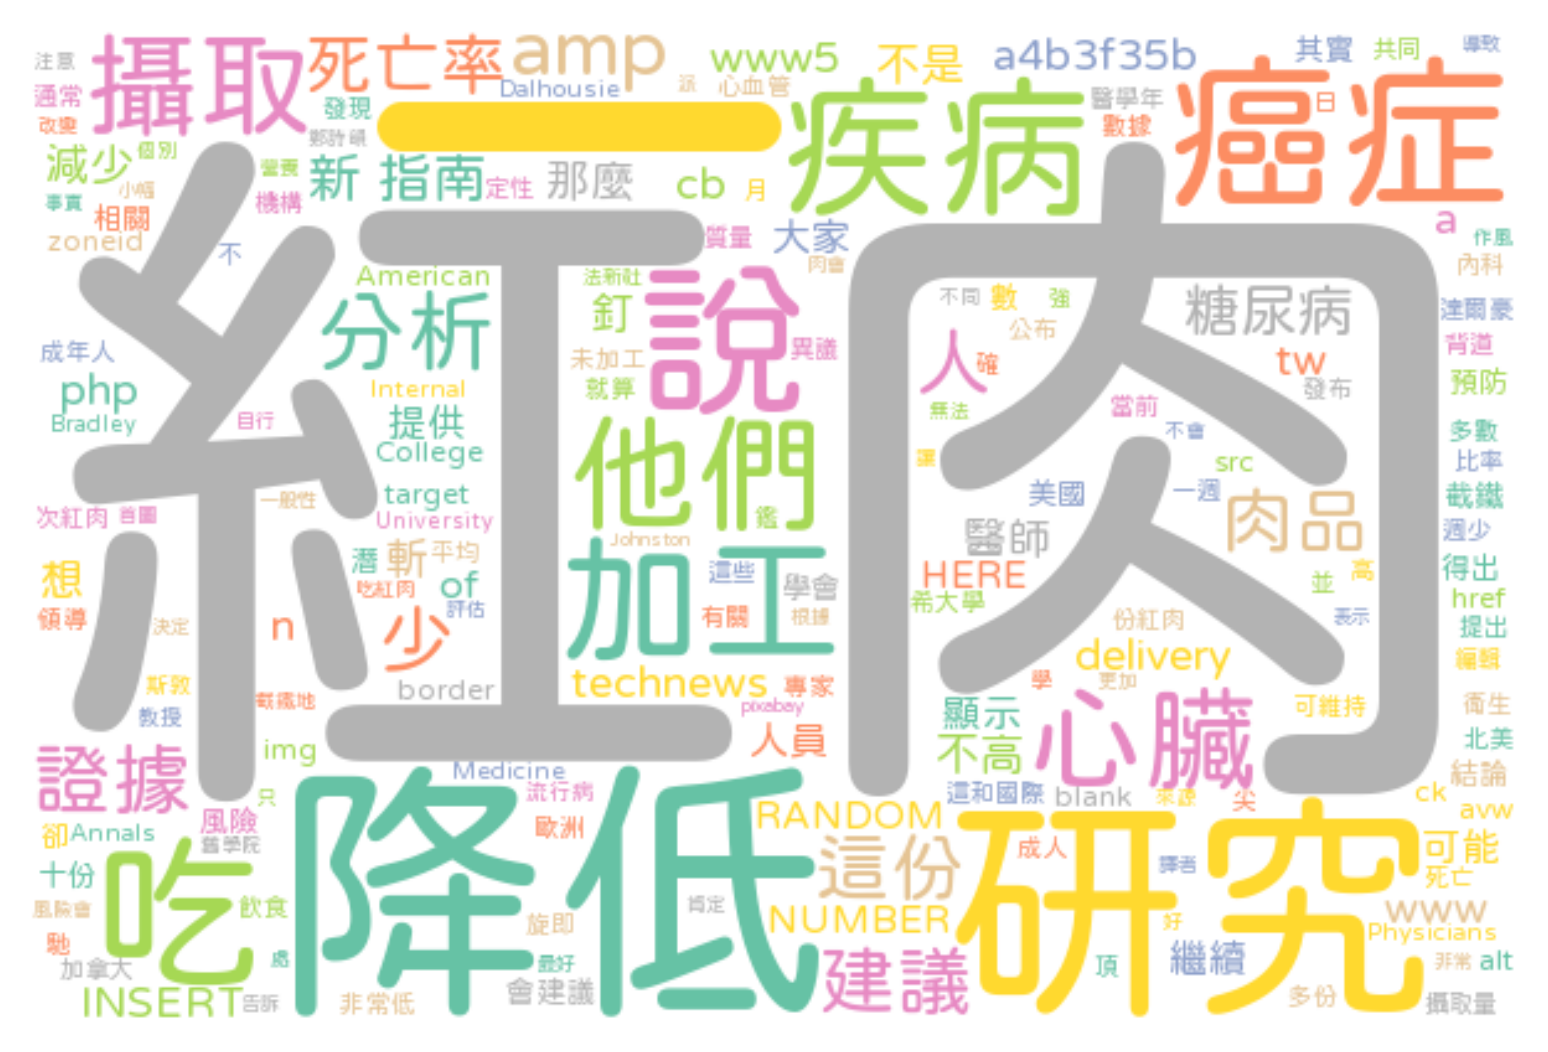 注意 攝取 死亡率 amp www5 不是 a4b3f35b 其實 共同 導致
通常 發現 Dalhousie 派 心血管 疾病 醫學年 癌症 日
改變 一 數據
減少 個別 營養 新 指南 定性 那麼 cb 月
小幅 機構 a
事實 相關 質量 大家 作風
zoneid 不 肉會 內科
紅肉
American 法新社 說 不同 數 強 糖尿病 達爾豪
分析 釘 公布
成年人 未加工 異議 人 確 tw 背道
php Internal 就算 發布 預防
Bradley 目行 提供 無法 當前
College 他們 不會 多數
讓 src 比率
一般性 target 美國 一週 肉品 截鐵
次紅肉 首圖 University 鑑 週少
潛 斬 平均 Johnston 醫師
想 吃紅肉 of 加工 這些 學會 HERE 並 高 得出
評估 希大學 href
領導 決定 n 少 有關 根據 份紅肉 表示 提出
斯敦 border technews 專家 delivery 編輯
教授 截鐵地 pixabay 學 更加
img 人員 顯示 心臟 可維持 衛生
證據 Medicine 不高 北美
只 流行病 這和國際 blank 來源 尖 結論
卻 Annals 風險 降低 歐洲 RANDOM ck avw
醫學院 這份 成人 譯者 研究 可能
十份 吃 肯定 死亡
風險會 飲食 旋即 NUMBER 好 www
馳 Physicians
加拿大 處 最好 建議 頂 繼續 非常 alt
INSERT 告訴 非常低 會建議 多份 攝取量